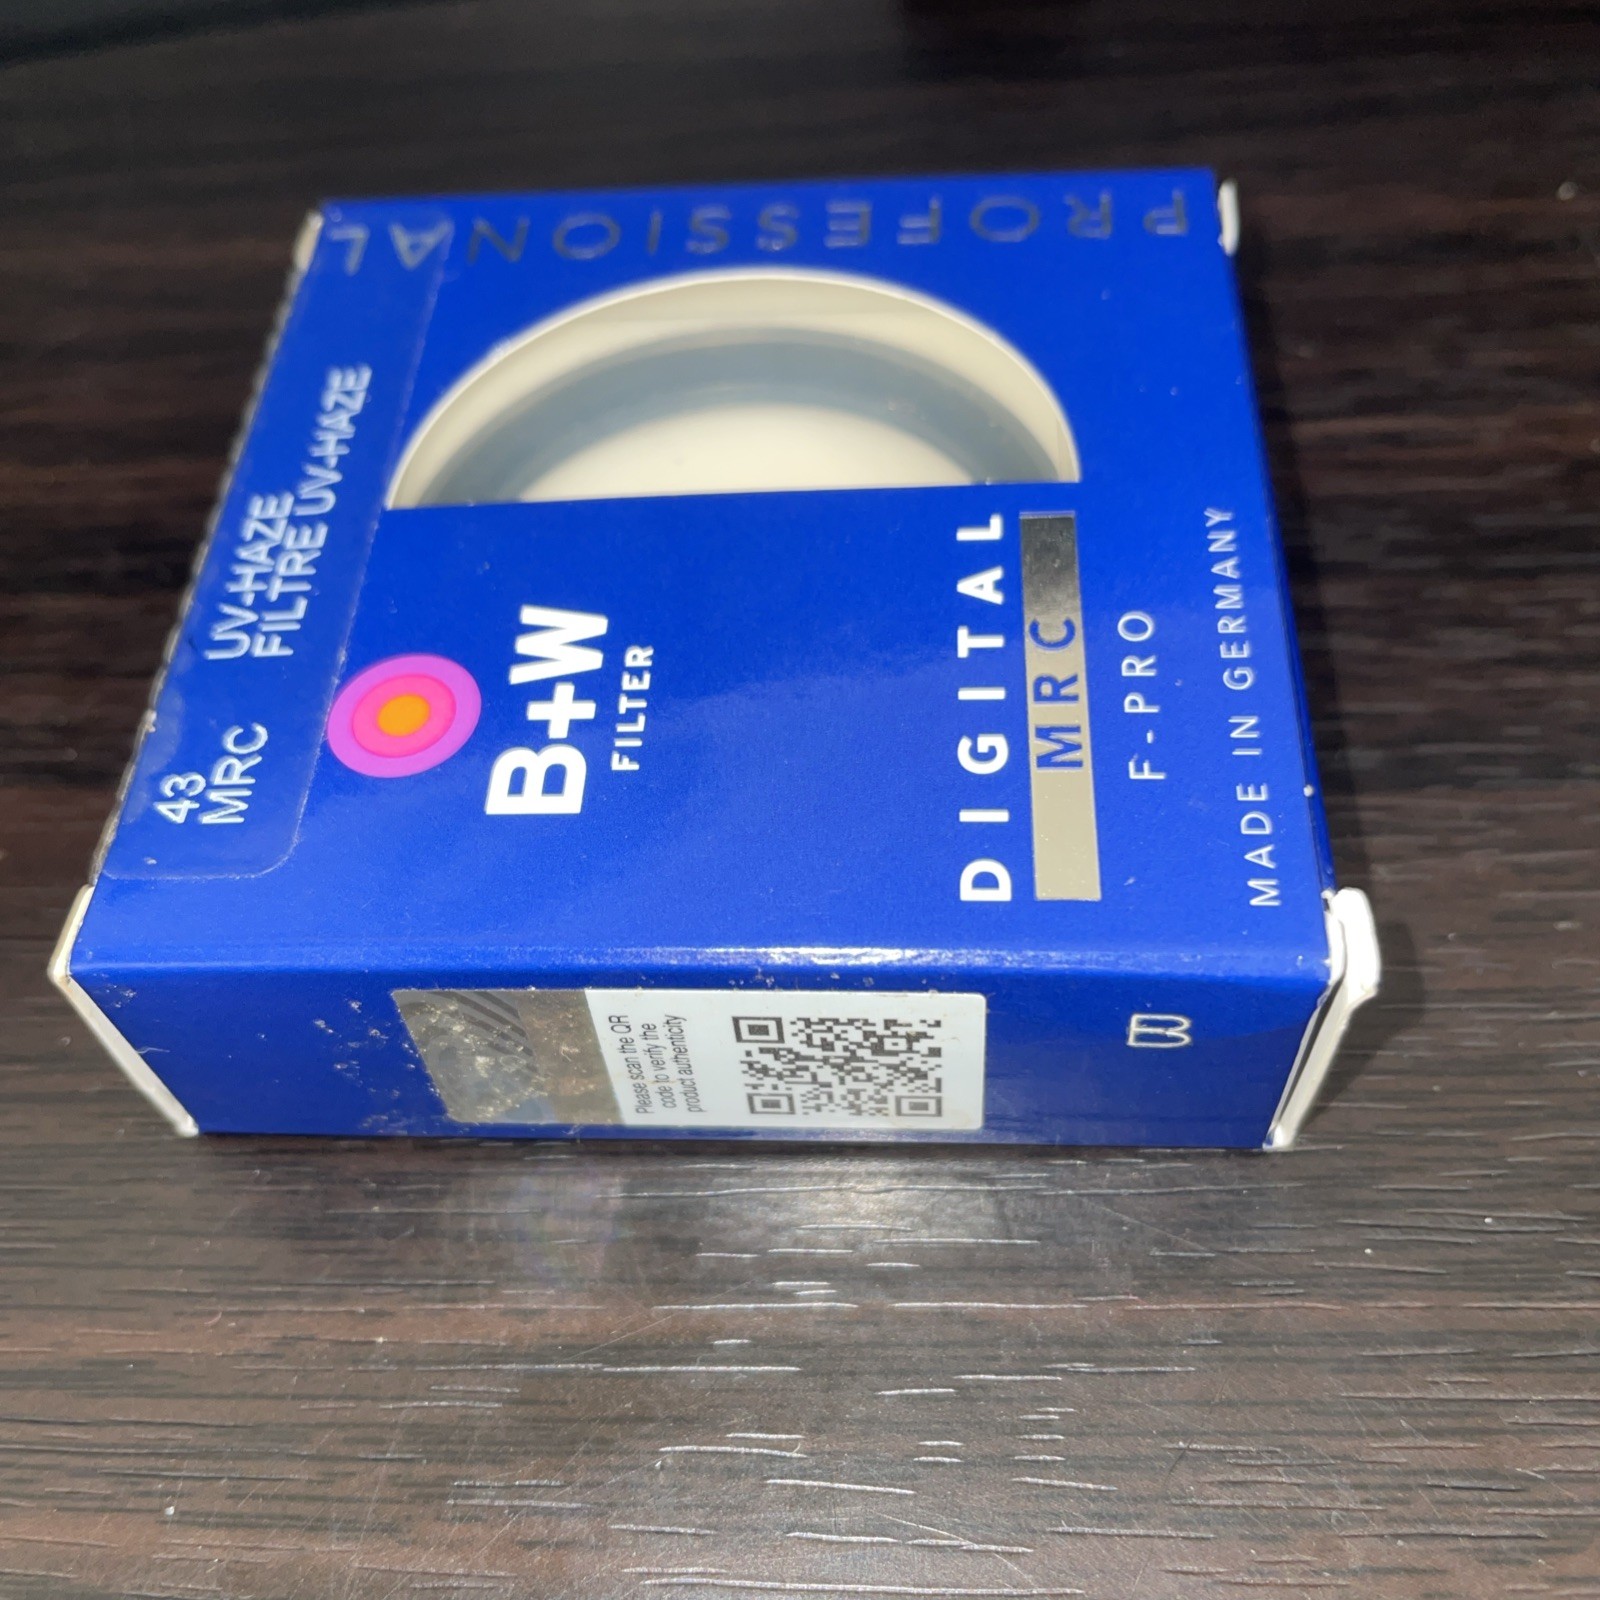 PROFESSIONAL
43 UV-HAZE
MRC FILTRE UV-HAZE
B+W
FILTER
DIGITAL
MRC
F-PRO
MADE IN GERMANY
Please scan the QR
code to verify the
product authenticity